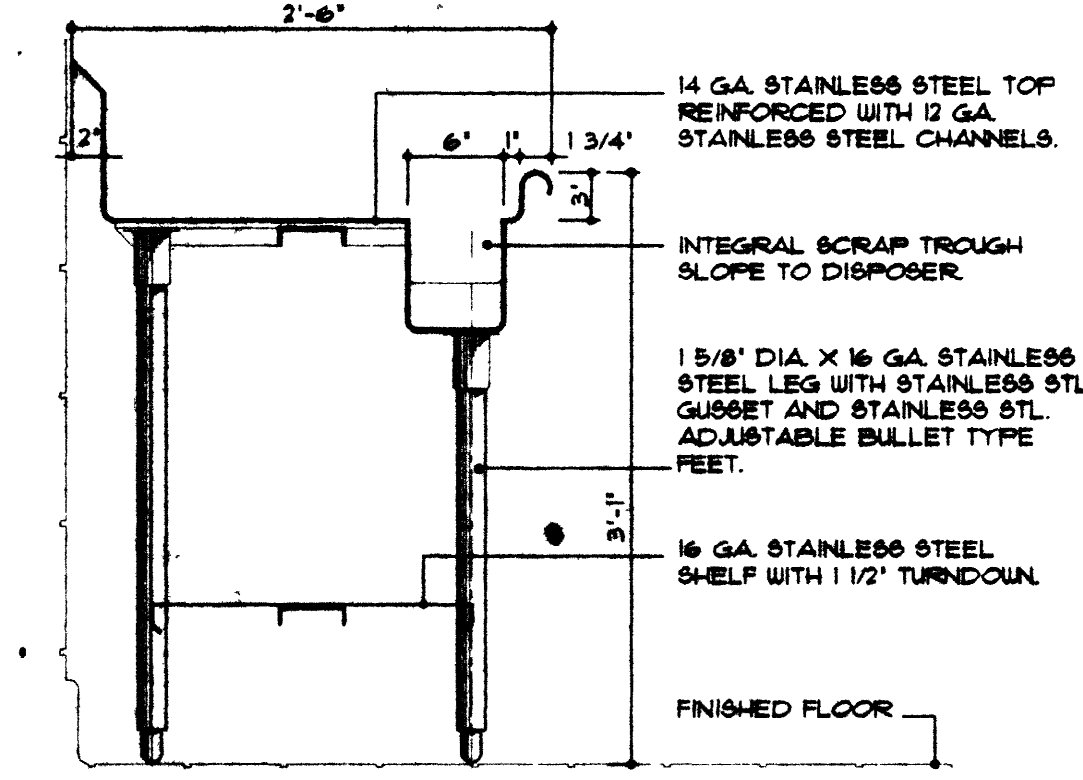 2'-6"
14 GA. STAINLESS STEEL TOP
REINFORCED WITH 12 GA.
STAINLESS STEEL CHANNELS.
2"
6"
1"
1 3/4"
3"
INTEGRAL SCRAP TROUGH
SLOPE TO DISPOSER.
1 5/8" DIA. X 16 GA. STAINLESS
STEEL LEG WITH STAINLESS STL.
GUSSET AND STAINLESS STL.
ADJUSTABLE BULLET TYPE
FEET.
3'-1"
16 GA. STAINLESS STEEL
SHELF WITH 1 1/2" TURNDOWN.
FINISHED FLOOR